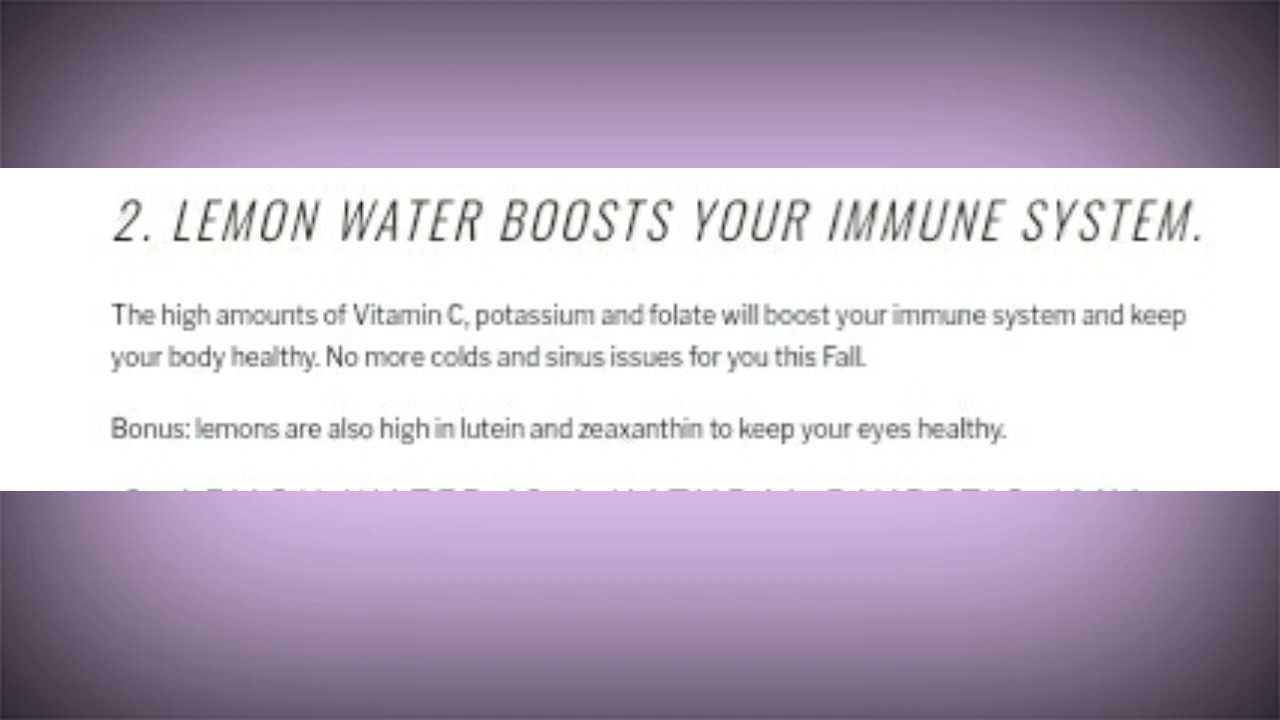 2. LEMON WATER BOOSTS YOUR IMMUNE SYSTEM.
The high amounts of Vitamin C, potassium and folate will boost your immune system and keep
your body healthy. No more colds and sinus issues for you this Fall.
Bonus: lemons are also high in lutein and zeaxanthin to keep your eyes healthy.